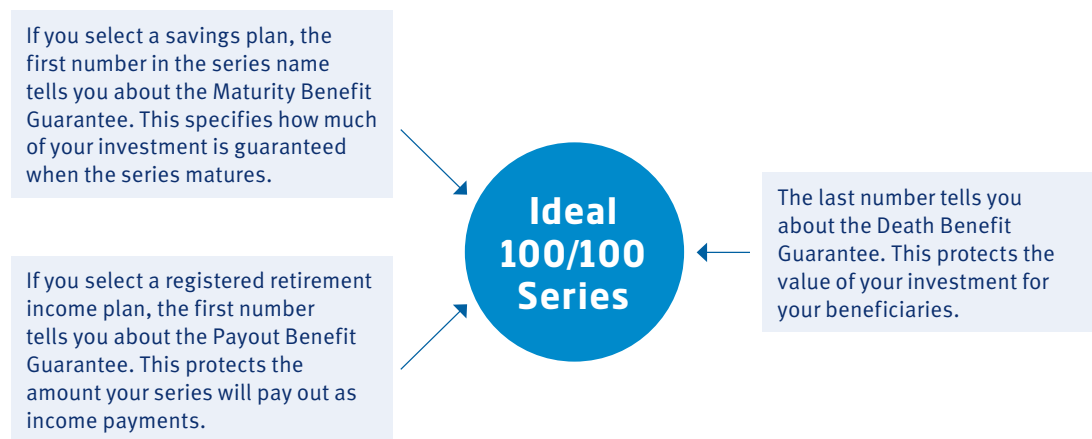 If you select a savings plan, the
first number in the series name
tells you about the Maturity Benefit
Guarantee. This specifies how much
of your investment is guaranteed
when the series matures.
If you select a registered retirement
income plan, the first number
tells you about the Payout Benefit
Guarantee. This protects the
amount your series will pay out as
income payments.
Ideal
100/100
Series
The last number tells you
about the Death Benefit
Guarantee. This protects the
value of your investment for
your beneficiaries.